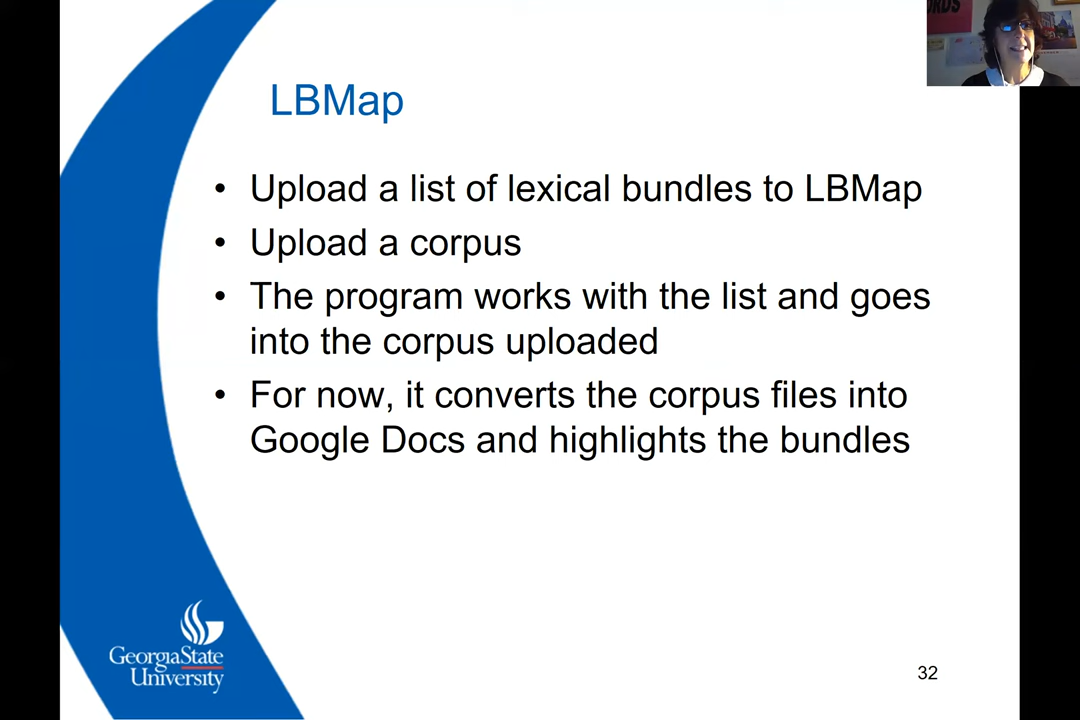 ORDS
LBMap
• Upload a list of lexical bundles to LBMap
• Upload a corpus
• The program works with the list and goes
into the corpus uploaded
• For now, it converts the corpus files into
Google Docs and highlights the bundles
GeorgiaState
University
32